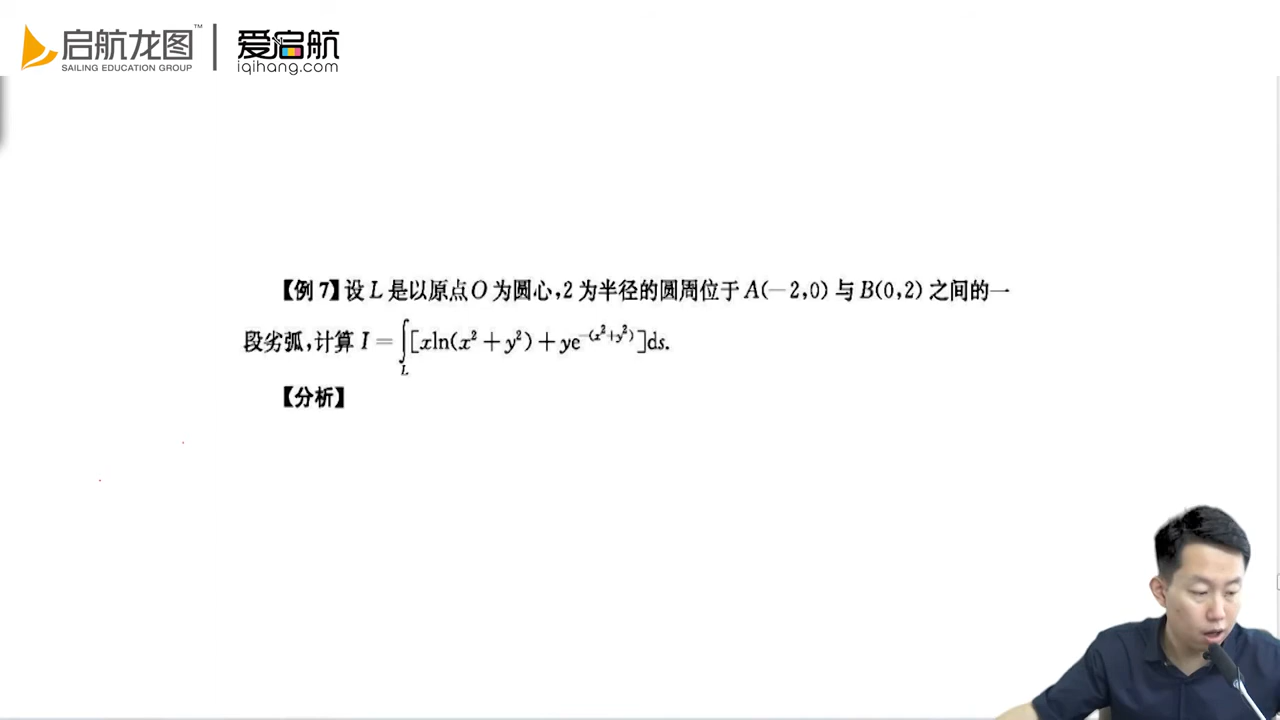 启航龙图™ 爱启航
SAILING EDUCATION GROUP iqihang.com
【例 7】设 L 是以原点 O 为圆心,2 为半径的圆周位于 A(−2,0) 与 B(0,2) 之间的一
段劣弧,计算 I = ∫_L [xln(x² + y²) + ye^{−(x²+y²)}]ds.
【分析】